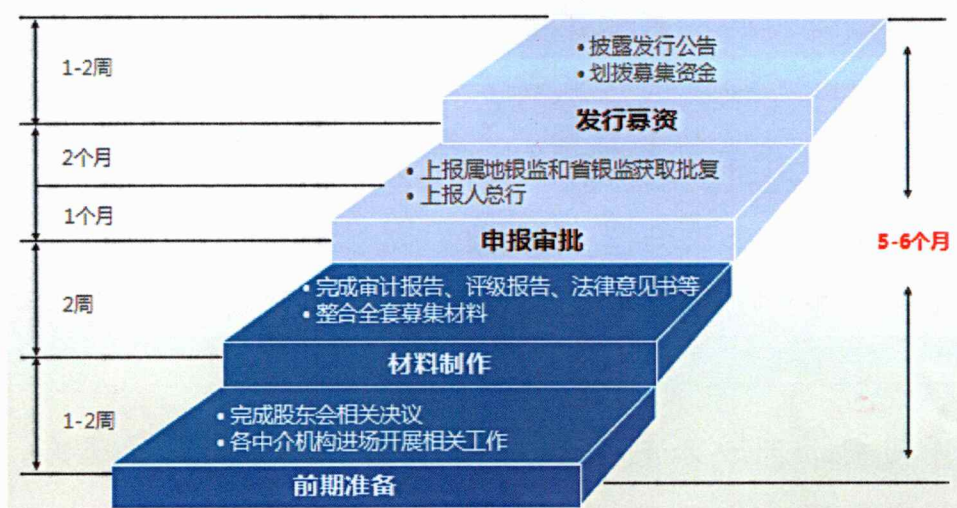 1-2周
• 披露发行公告
• 划拨募集资金
发行募资
2个月
• 上报属地银监和省银监获取批复
1个月
• 上报人总行
申报审批
5-6个月
2周
• 完成审计报告、评级报告、法律意见书等
• 整合全套募集材料
材料制作
1-2周
• 完成股东会相关决议
• 各中介机构进场开展相关工作
前期准备